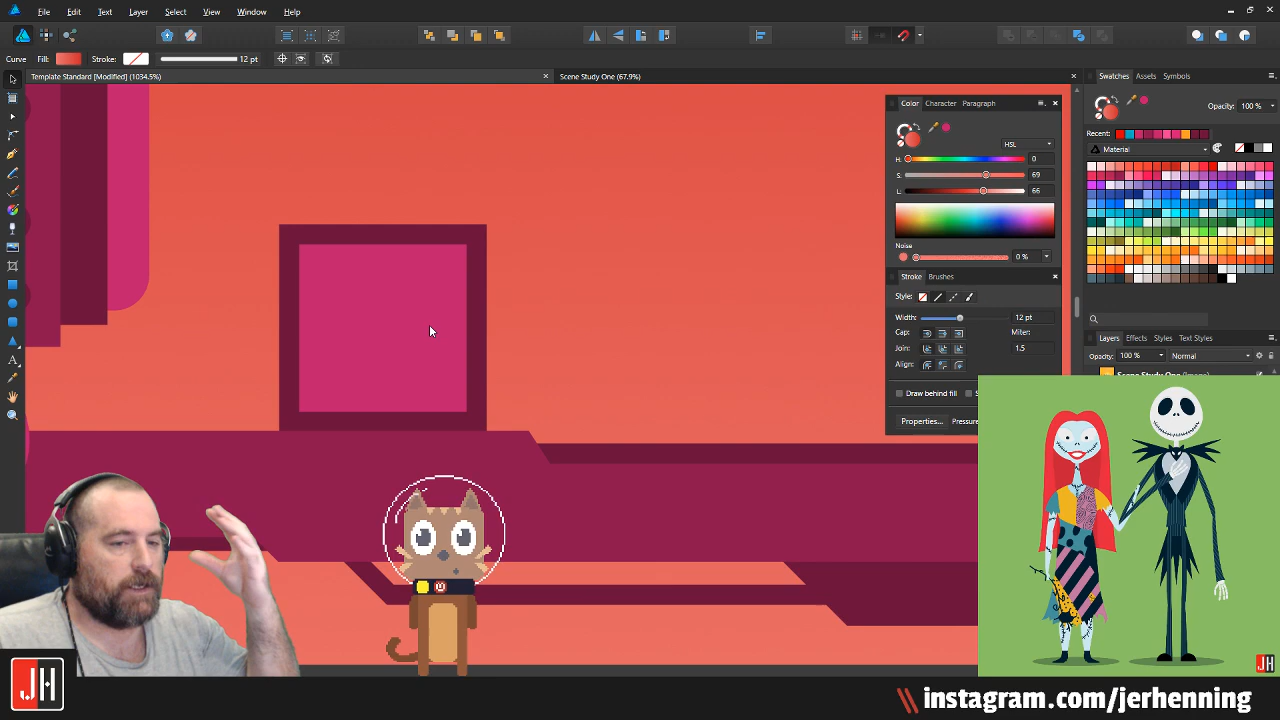 File Edit Text Layer Select View Window Help
Curve Fill: Stroke: 12 pt
Template Standard [Modified] (1034.5%) Scene Study One (67.9%)
Swatches Assets Symbols
Opacity: 100 %
Recent:
Material
Color Character Paragraph
HSL
H: 0
S: 69
L: 66
Noise
0 %
Stroke Brushes
Style:
Width: 12 pt
Cap: Miter:
Join: 1.5
Align:
Draw behind fill
Properties... Pressure
Layers Effects Styles Text Styles
Opacity: 100 % Normal
JH
JH
instagram.com/jerhenning